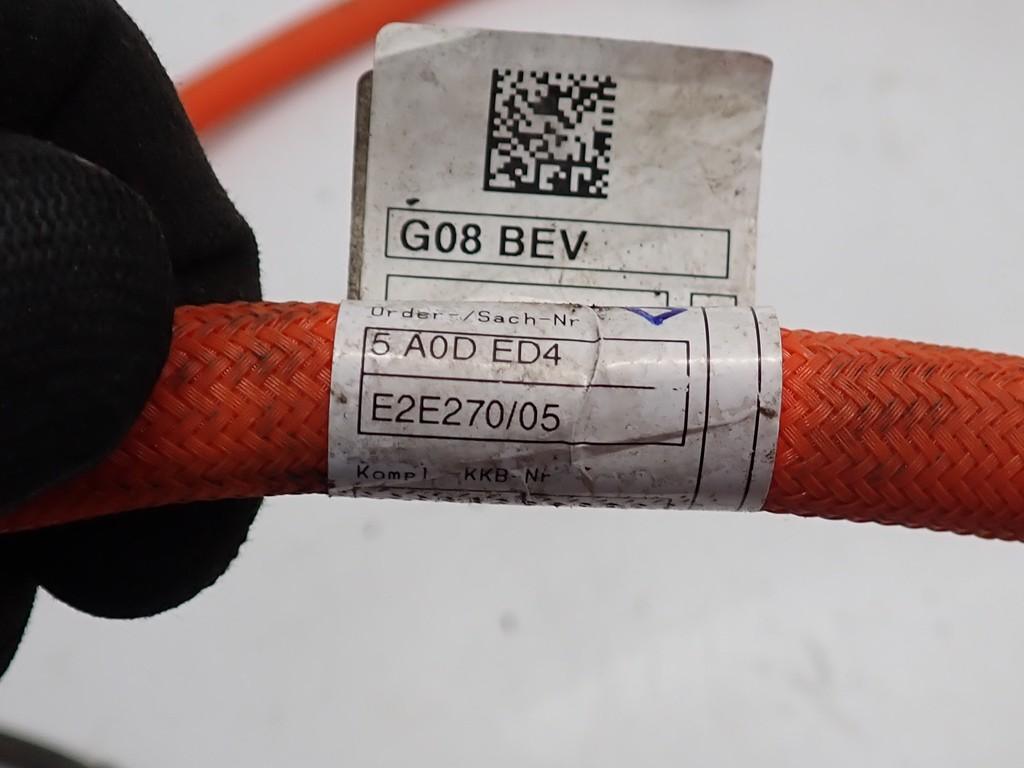 G08 BEV
Order-/Sach-Nr
5 A0D ED4
E2E270/05
Kompl. KKB-Nr